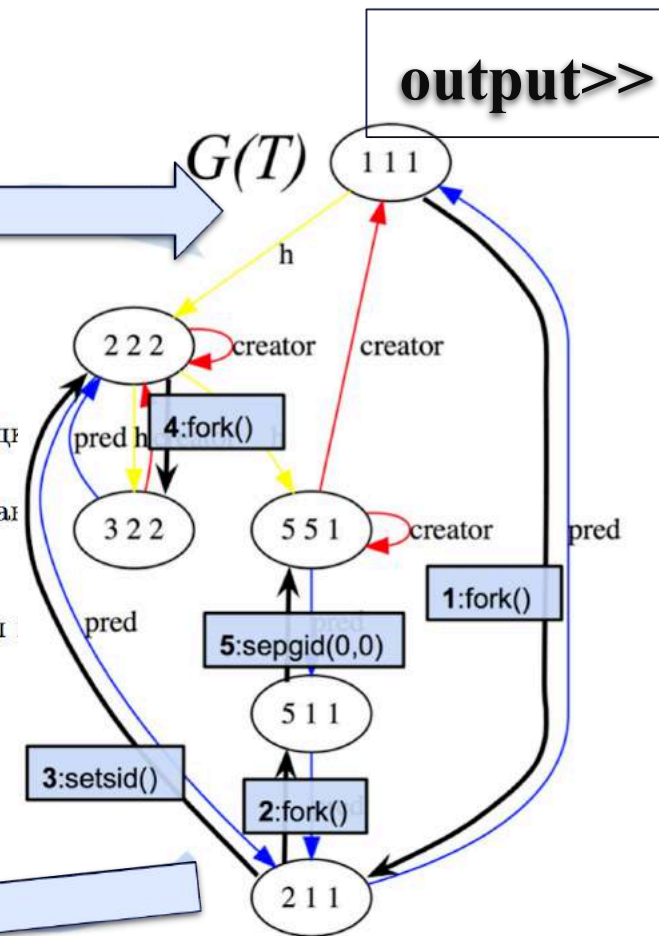 output>>
G(T)
1 1 1
h
2 2 2
creator
creator
4:fork()
pred h
3 2 2
5 5 1
creator
pred
1:fork()
pred
5:sepgid(0,0)
5 1 1
3:setsid()
2:fork()
2 1 1